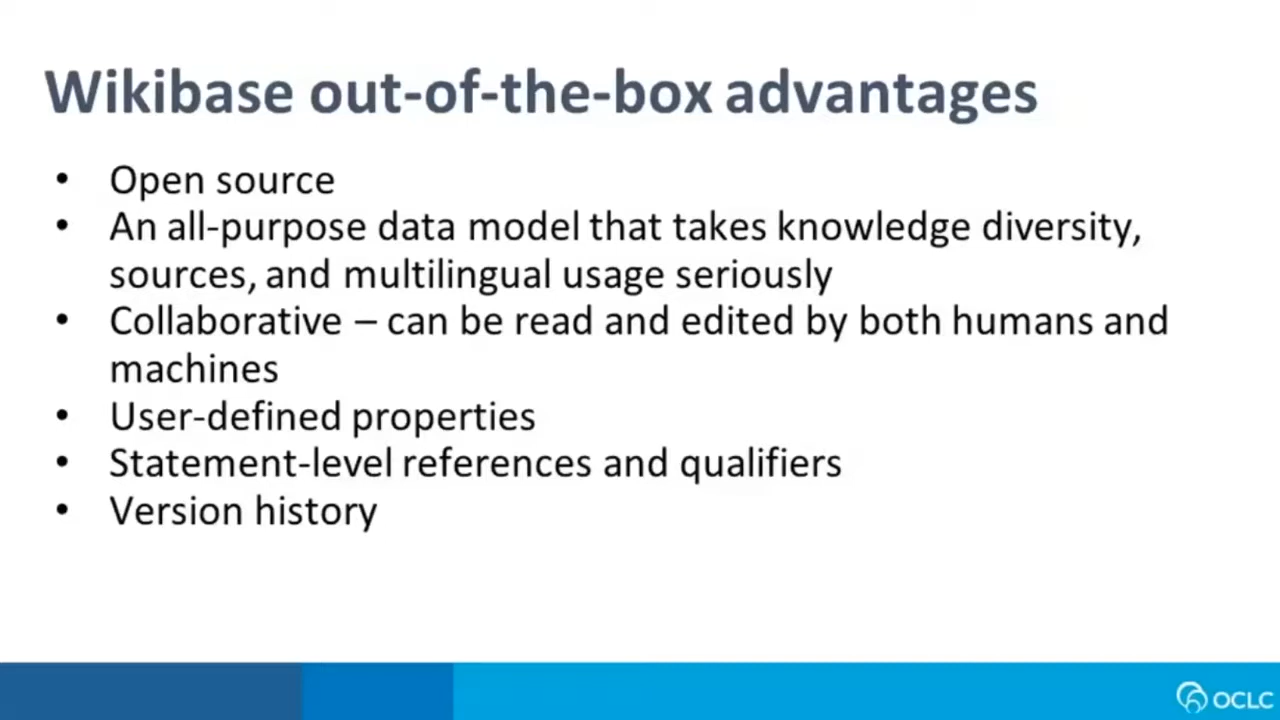 Wikibase out-of-the-box advantages
• Open source
• An all-purpose data model that takes knowledge diversity,
sources, and multilingual usage seriously
• Collaborative – can be read and edited by both humans and
machines
• User-defined properties
• Statement-level references and qualifiers
• Version history
OCLC